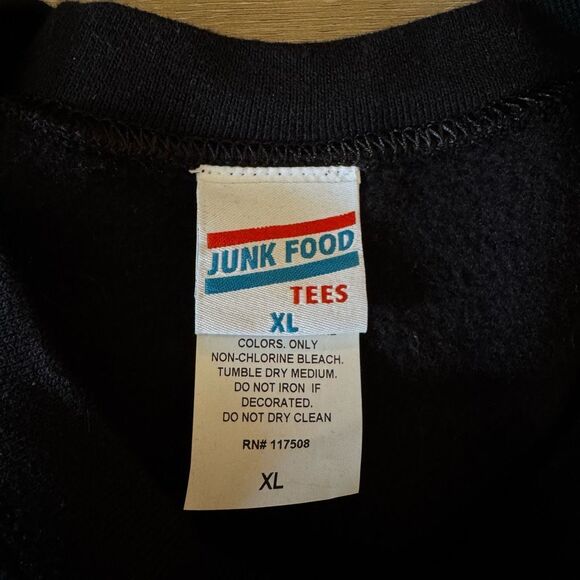 JUNK FOOD
TEES
XL
COLORS. ONLY
NON-CHLORINE BLEACH.
TUMBLE DRY MEDIUM.
DO NOT IRON IF
DECORATED.
DO NOT DRY CLEAN
RN# 117508
XL